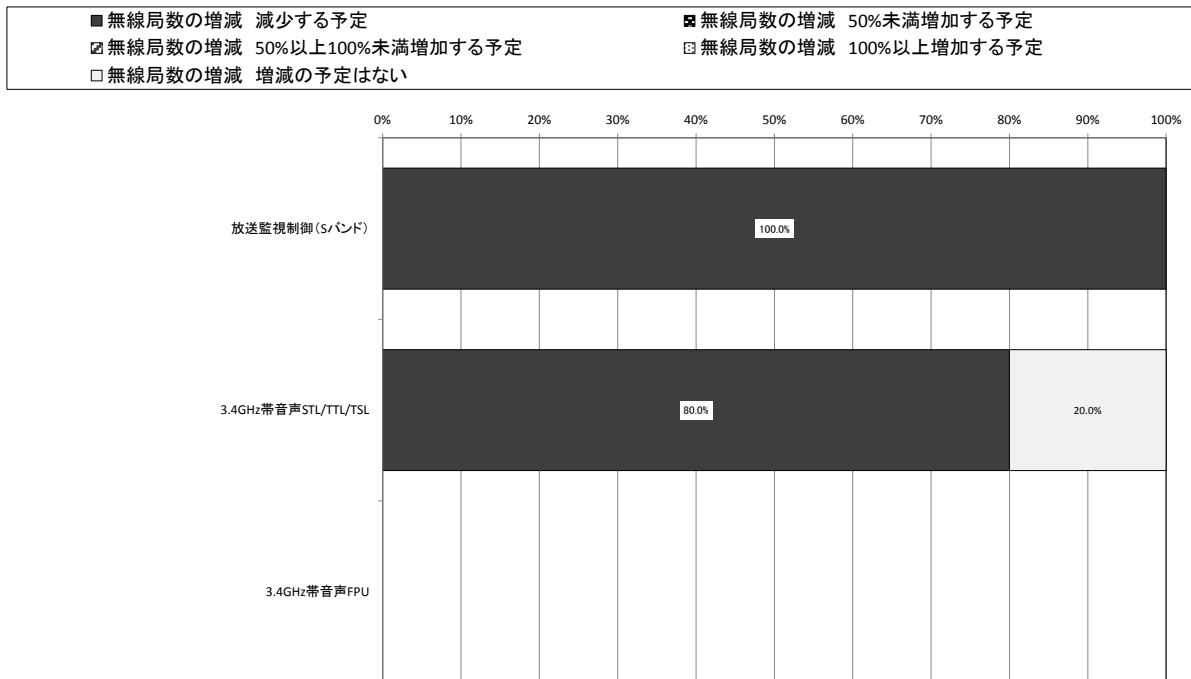 ■無線局数の増減 減少する予定
無線局数の増減 50%未満増加する予定
無線局数の増減 50%以上100%未満増加する予定
無線局数の増減 100%以上増加する予定
□無線局数の増減 増減の予定はない
0% 10% 20% 30% 40% 50% 60% 70% 80% 90% 100%
放送監視制御(Sバンド)
100.0%
3.4GHz帯音声STL/TTL/TSL
80.0%
20.0%
3.4GHz帯音声FPU